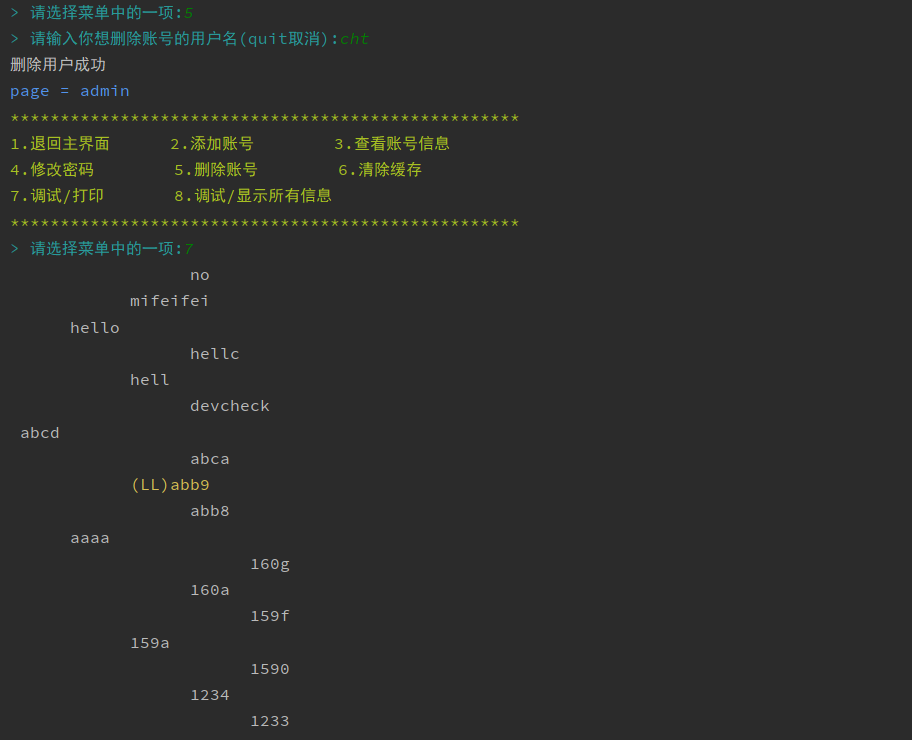 > 请选择菜单中的一项:5
> 请输入你想删除账号的用户名(quit取消):cht
删除用户成功
page = admin
***************************************************
1.退回主界面 2.添加账号 3.查看账号信息
4.修改密码 5.删除账号 6.清除缓存
7.调试/打印 8.调试/显示所有信息
***************************************************
> 请选择菜单中的一项:7
no
mifeifei
hello
hellc
hell
devcheck
abcd
abca
(LL)abb9
abb8
aaaa
160g
160a
159f
159a
1590
1234
1233